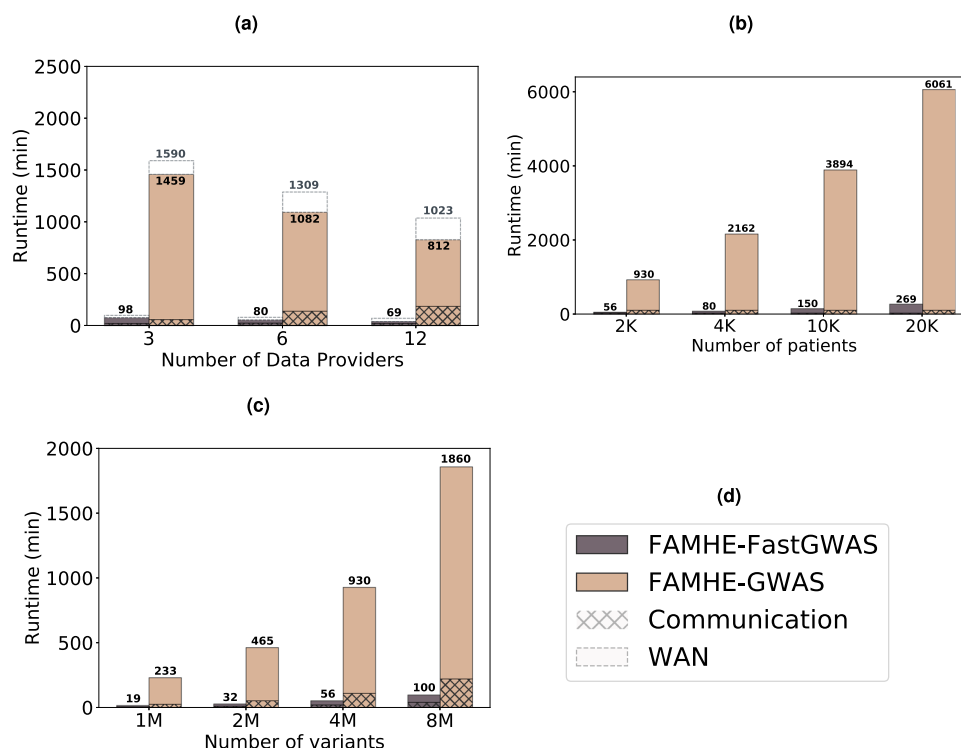 (a)
Runtime (min)
2500
2000
1500
1000
500
0
1590
1459
1309
1082
1023
812
98
80
69
3
6
12
Number of Data Providers
(b)
Runtime (min)
6000
4000
2000
0
6061
3894
2162
930
56
80
150
269
2K
4K
10K
20K
Number of patients
(c)
Runtime (min)
2000
1500
1000
500
0
1860
930
465
233
19
32
56
100
1M
2M
4M
8M
Number of variants
(d)
FAMHE-FastGWAS
FAMHE-GWAS
Communication
WAN